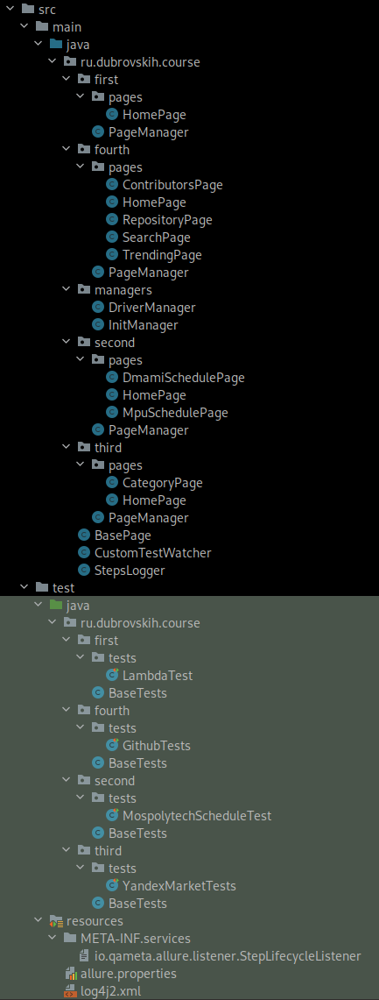 src
main
java
ru.dubrovskih.course
first
pages
HomePage
PageManager
fourth
pages
ContributorsPage
HomePage
RepositoryPage
SearchPage
TrendingPage
PageManager
managers
DriverManager
InitManager
second
pages
DmamiSchedulePage
HomePage
MpuSchedulePage
PageManager
third
pages
CategoryPage
HomePage
PageManager
BasePage
CustomTestWatcher
StepsLogger
test
java
ru.dubrovskih.course
first
tests
LambdaTest
BaseTests
fourth
tests
GithubTests
BaseTests
second
tests
MospolytechScheduleTest
BaseTests
third
tests
YandexMarketTests
BaseTests
resources
META-INF.services
io.qameta.allure.listener.StepLifecycleListener
allure.properties
log4j2.xml